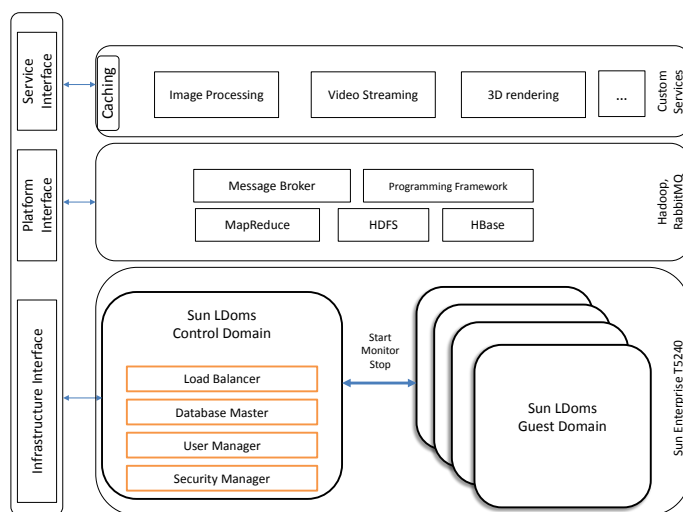 Service
Interface
Caching
Image Processing
Video Streaming
3D rendering
...
Custom
Services
Platform
Interface
Message Broker
Programming Framework
MapReduce
HDFS
HBase
Hadoop,
RabbitMQ
Infrastructure Interface
Sun LDoms
Control Domain
Load Balancer
Database Master
User Manager
Security Manager
Start
Monitor
Stop
Sun LDoms
Guest Domain
Sun Enterprise T5240